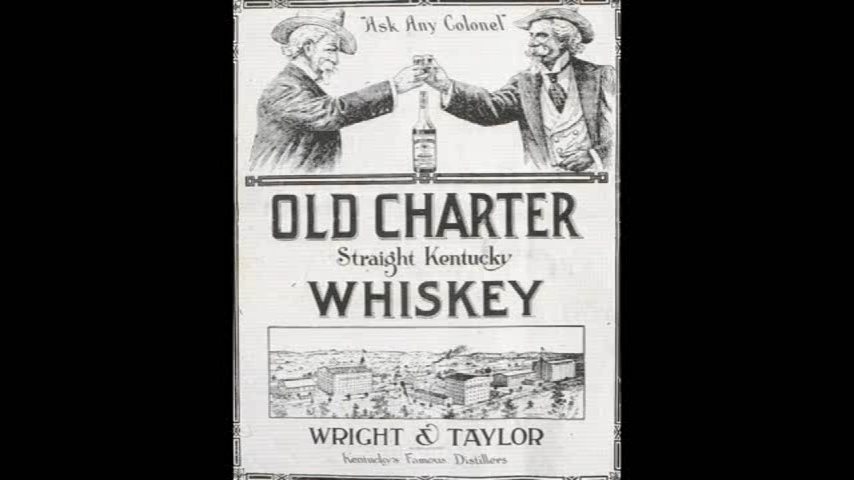 "Ask Any Colonel"
OLD CHARTER
Straight Kentucky
WHISKEY
WRIGHT & TAYLOR
Kentucky's Famous Distillers